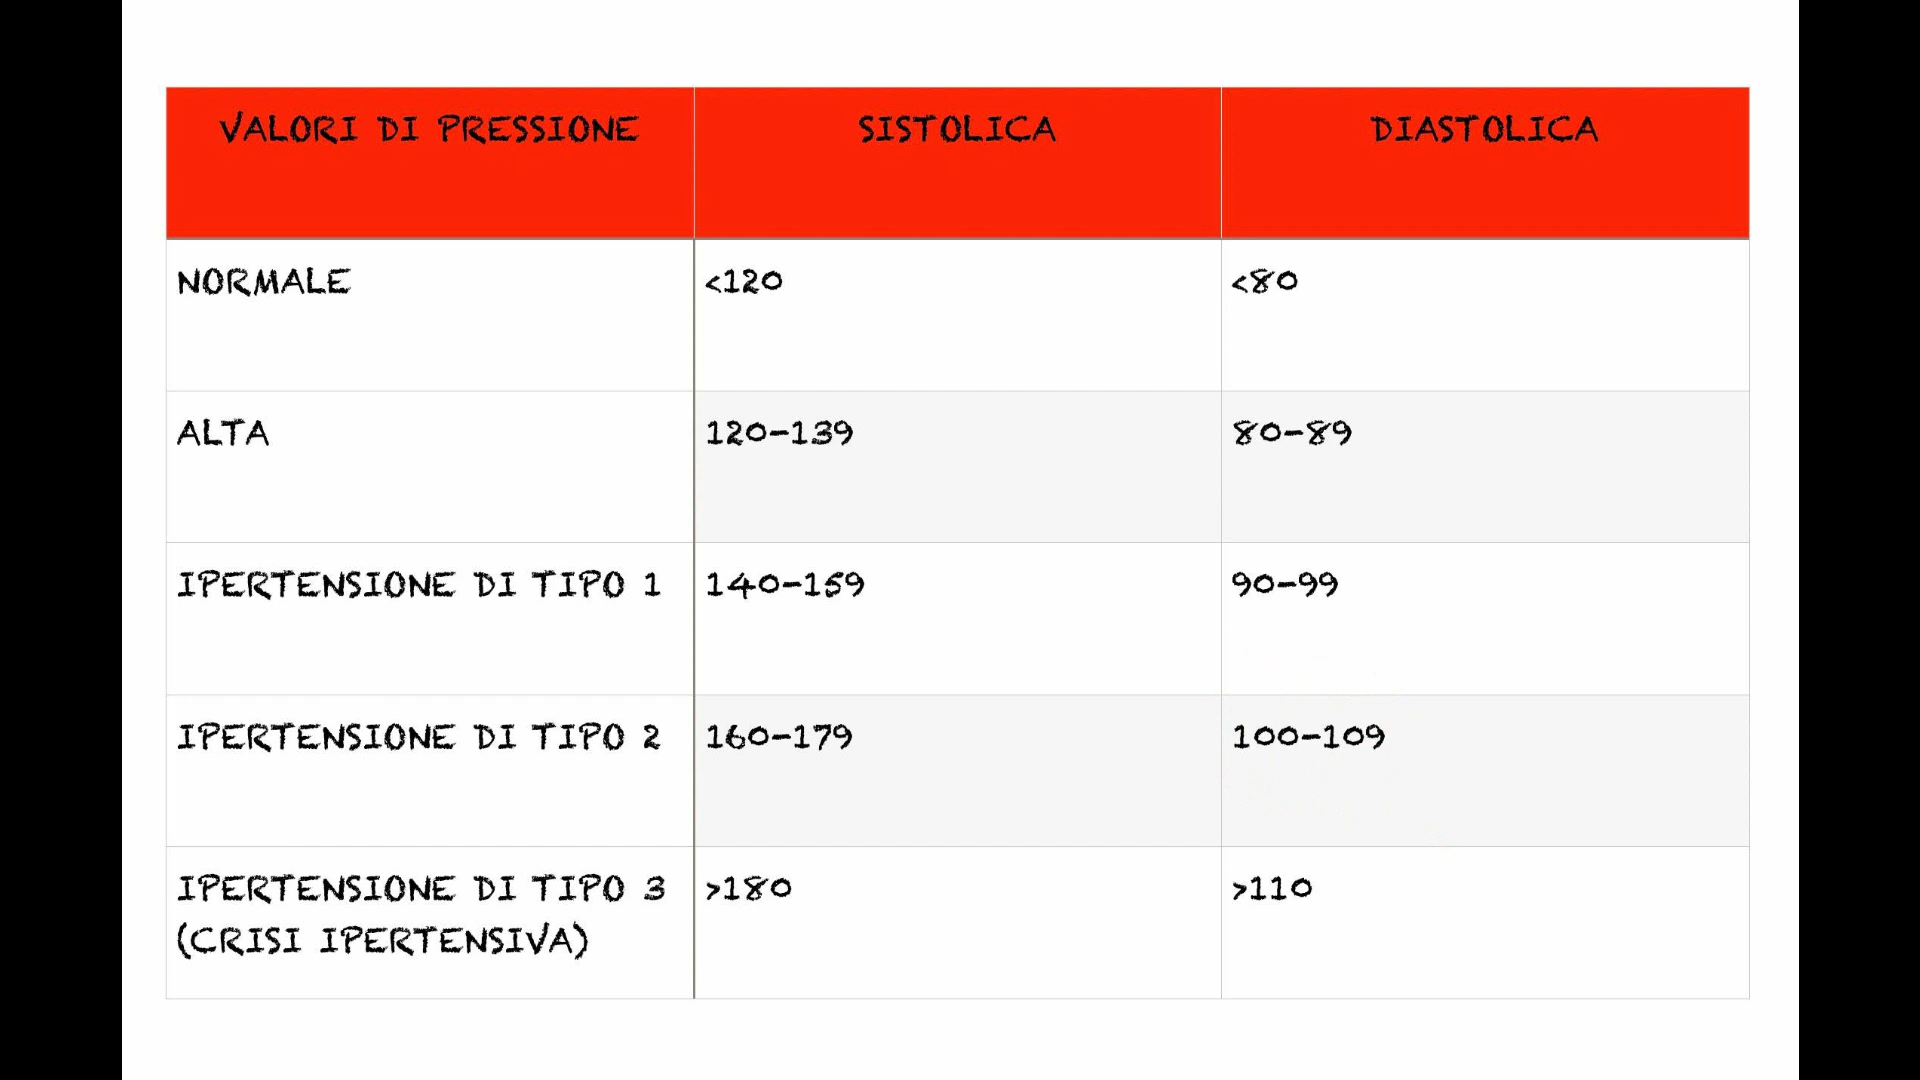 VALORI DI PRESSIONE SISTOLICA DIASTOLICA
NORMALE <120 <80
ALTA 120-139 80-89
IPERTENSIONE DI TIPO 1 140-159 90-99
IPERTENSIONE DI TIPO 2 160-179 100-109
IPERTENSIONE DI TIPO 3 >180 >110
(CRISI IPERTENSIVA)